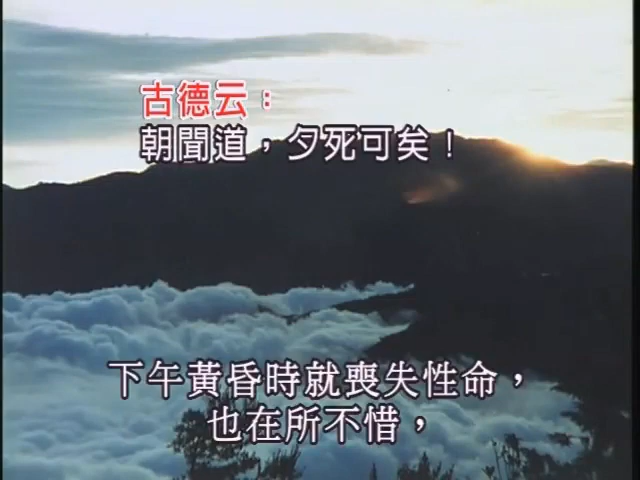 古德云：
朝聞道，夕死可矣！
下午黃昏時就喪失性命，
也在所不惜，